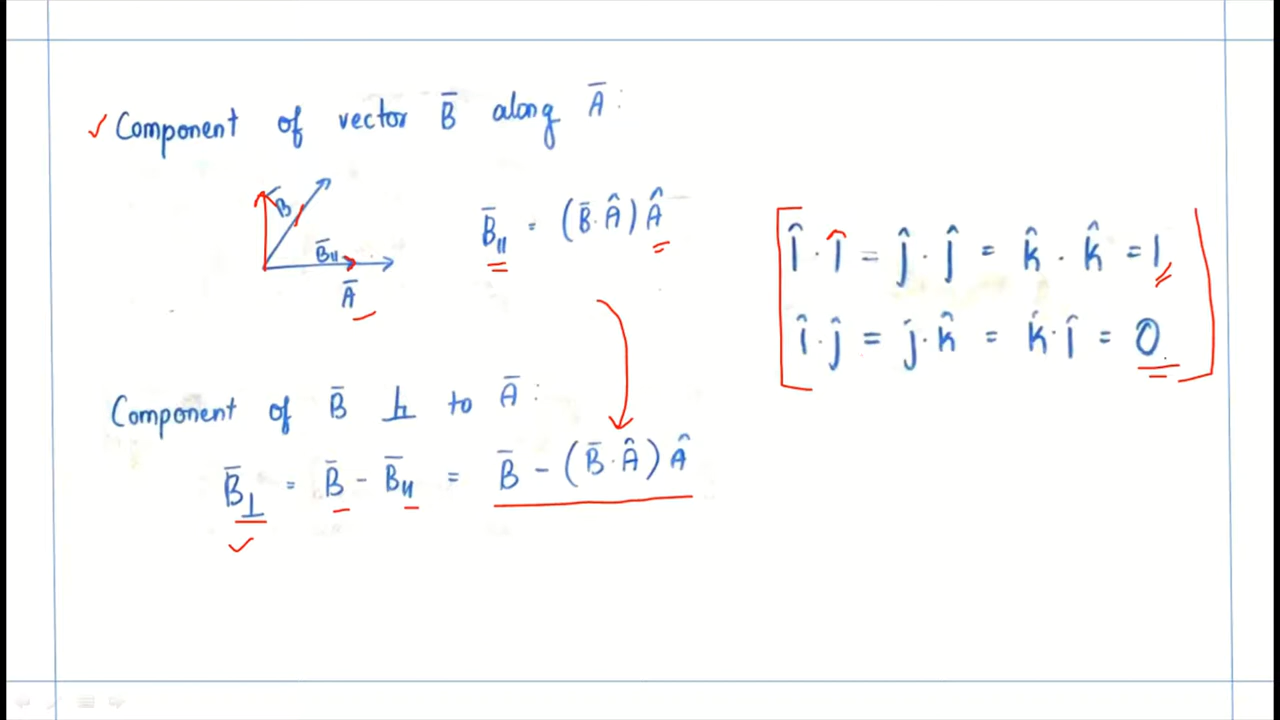 ✓ Component of vector B̄ along Ā :
B̄
B̄∥
Ā
B̄∥ = (B̄ · Â) Â
Component of B̄ ⊥ to Ā :
B̄⊥ = B̄ - B̄∥ = B̄ - (B̄ · Â) Â
î · î = ĵ · ĵ = k̂ · k̂ = 1
î · ĵ = ĵ · k̂ = k̂ · î = 0